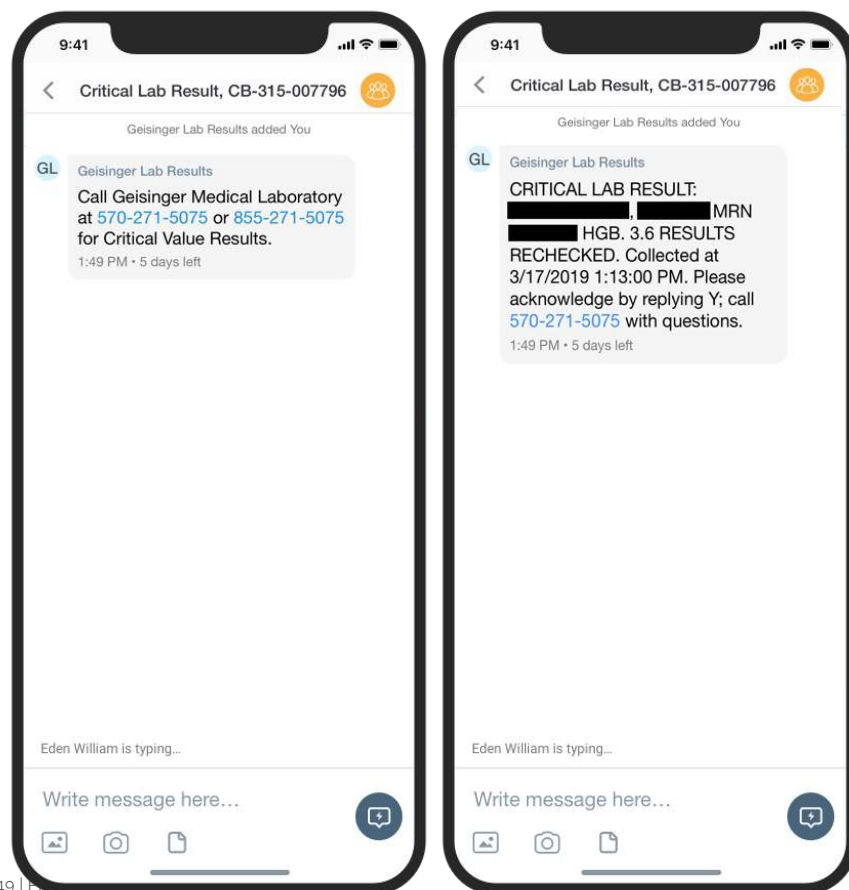 9:41
Critical Lab Result, CB-315-007796
Geisinger Lab Results added You
GL
Geisinger Lab Results
Call Geisinger Medical Laboratory
at 570-271-5075 or 855-271-5075
for Critical Value Results.
1:49 PM • 5 days left
Eden William is typing...
Write message here...
9:41
Critical Lab Result, CB-315-007796
Geisinger Lab Results added You
GL
Geisinger Lab Results
CRITICAL LAB RESULT:
, MRN
HGB. 3.6 RESULTS
RECHECKED. Collected at
3/17/2019 1:13:00 PM. Please
acknowledge by replying Y; call
570-271-5075 with questions.
1:49 PM • 5 days left
Eden William is typing...
Write message here...
19 |